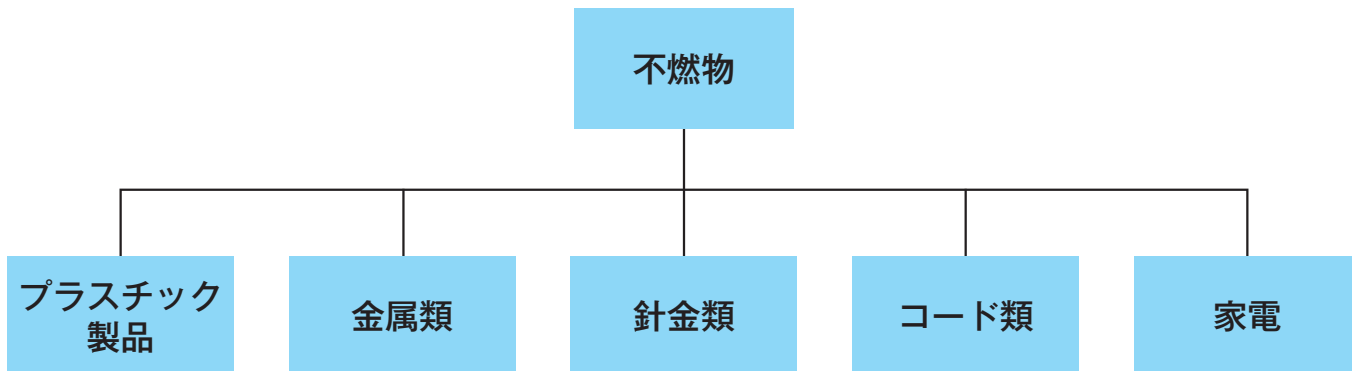 不燃物
プラスチック
製品
金属類
針金類
コード類
家電